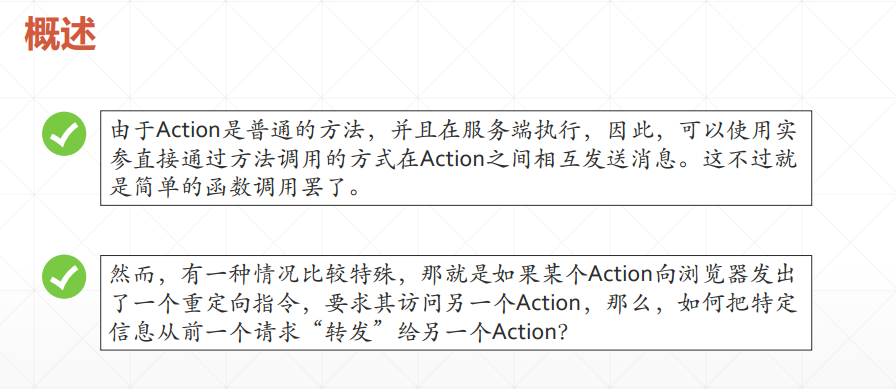 概述
由于Action是普通的方法，并且在服务端执行，因此，可以使用实
参直接通过方法调用的方式在Action之间相互发送消息。这不过就
是简单的函数调用罢了。
然而，有一种情况比较特殊，那就是如果某个Action向浏览器发出
了一个重定向指令，要求其访问另一个Action，那么，如何把特定
信息从前一个请求“转发”给另一个Action？